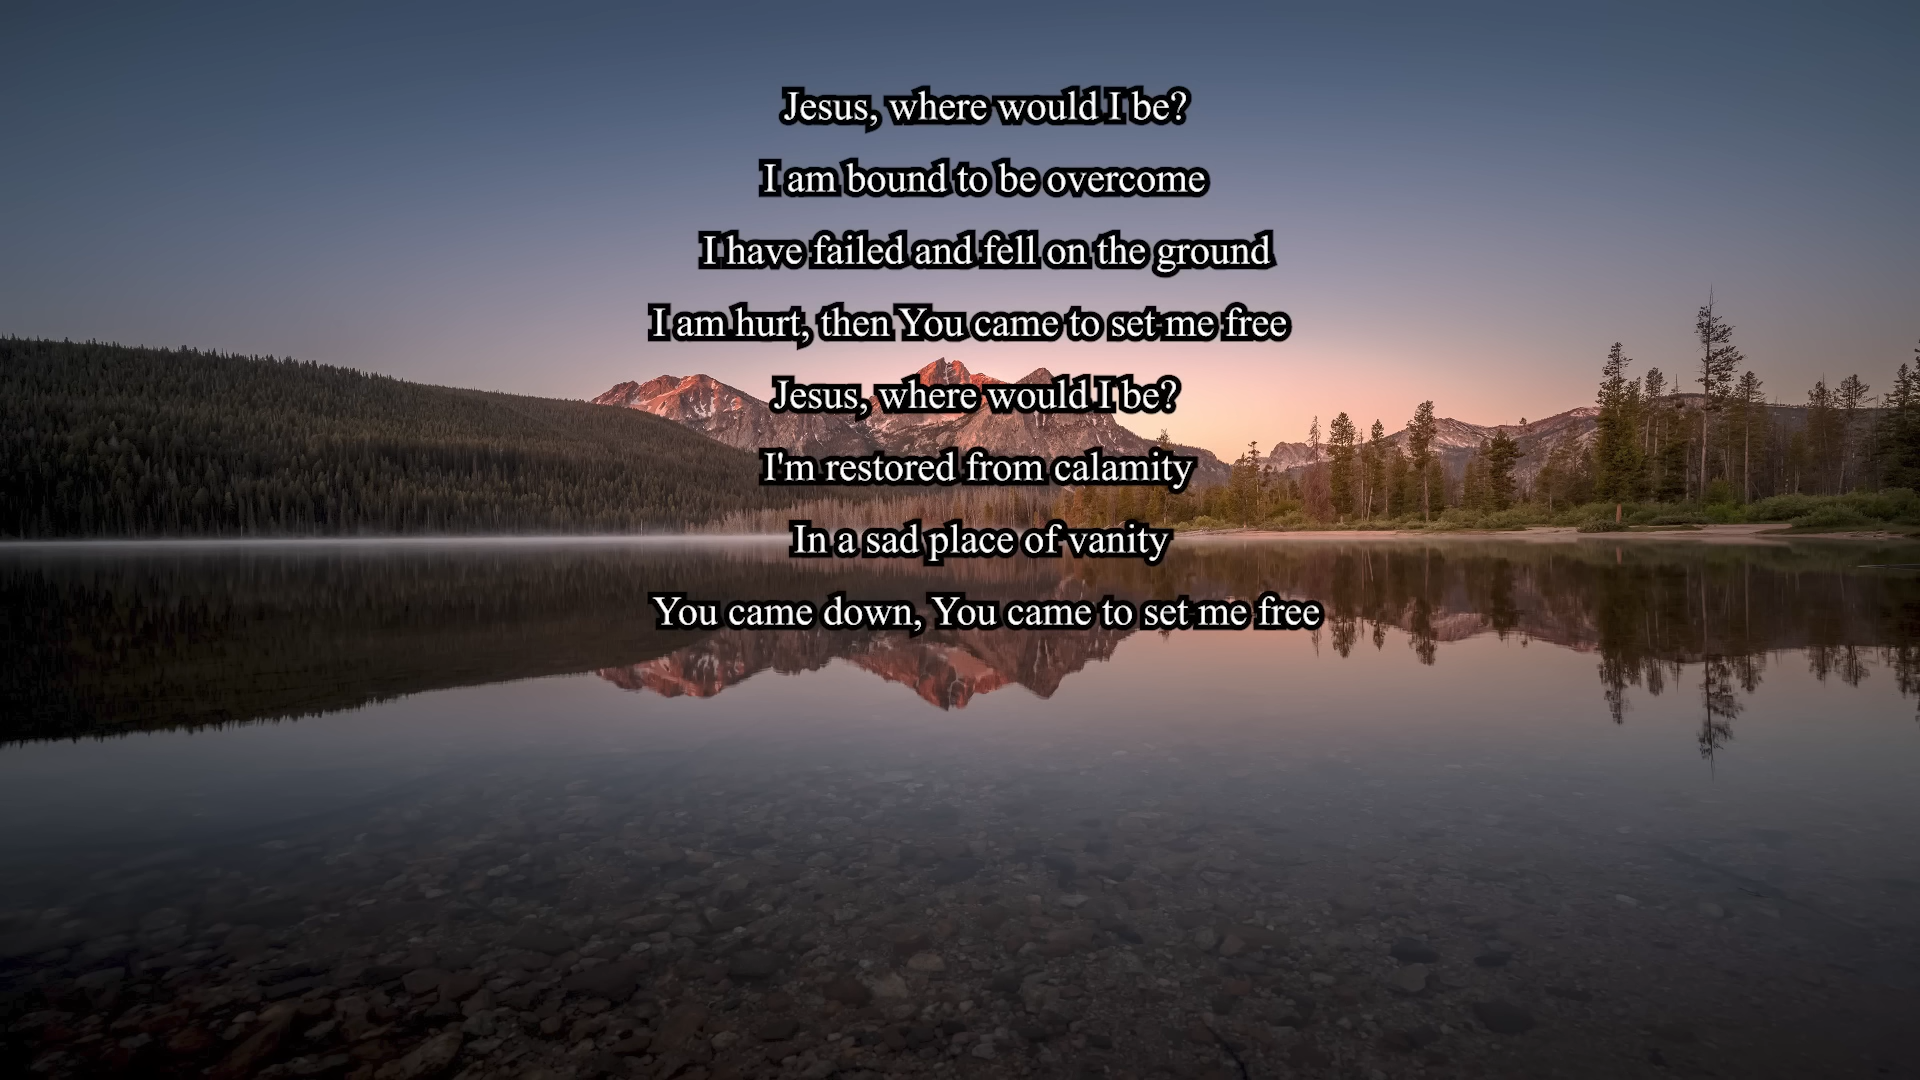 Jesus, where would I be?
I am bound to be overcome
I have failed and fell on the ground
I am hurt, then You came to set me free
Jesus, where would I be?
I'm restored from calamity
In a sad place of vanity
You came down, You came to set me free